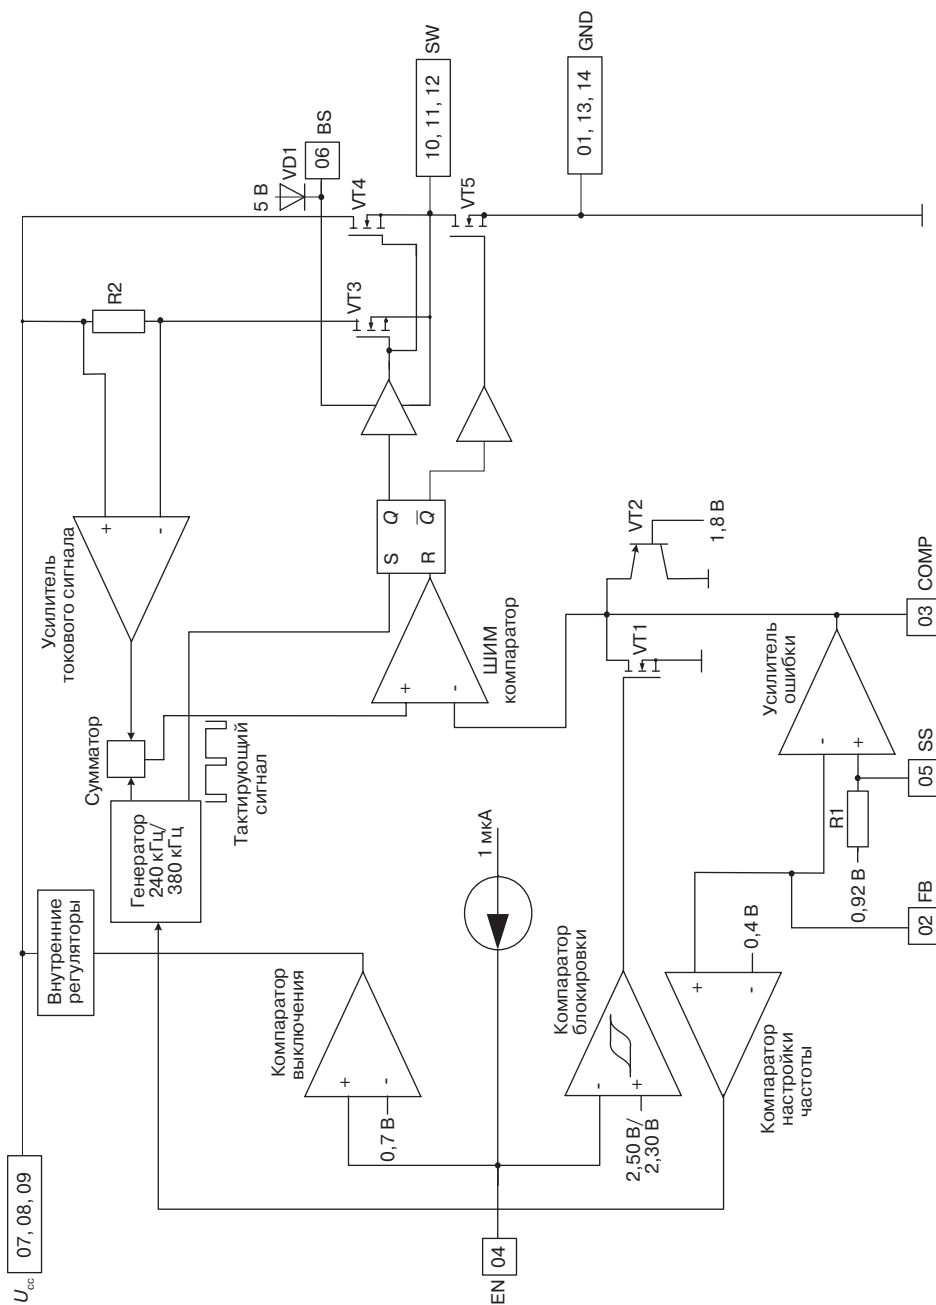 U_cc
07, 08, 09
Внутренние
регуляторы
Генератор
240 кГц/
380 кГц
Сумматор
Усилитель
токового сигнала
+
-
R2
5 В
VD1
06
BS
Тактирующий
сигнал
S
Q
R
Q̅
VT3
VT4
10, 11, 12
SW
VT5
01, 13, 14
GND
+
-
ШИМ
компаратор
Компаратор
выключения
+
-
0,7 В
1 мкА
EN
04
Компаратор
блокировки
-
+
2,50 В/
2,30 В
VT1
VT2
1,8 В
Компаратор
настройки
частоты
+
-
0,4 В
Усилитель
ошибки
-
+
R1
0,92 В
02
FB
05
SS
03
COMP